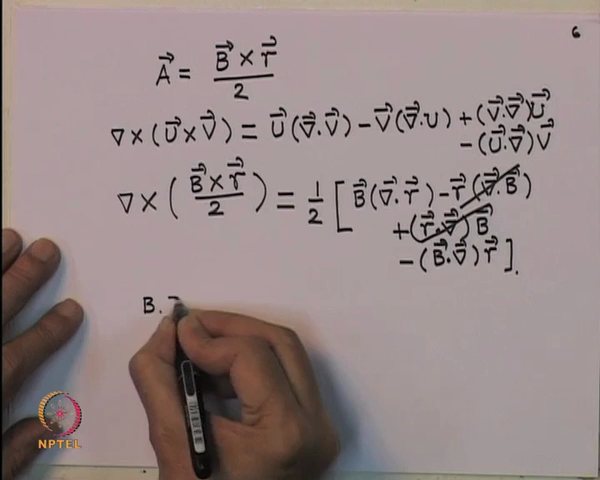 6
A⃗ = (B⃗ × r⃗)/2
∇ × (U⃗ × V⃗) = U⃗(∇⃗.V⃗) − V⃗(∇⃗.U) + (V⃗.∇⃗)U⃗
− (U⃗.∇⃗)V⃗
∇ × ((B⃗ × r⃗)/2) = 1/2 [B⃗(∇⃗.r⃗) − r⃗(∇⃗.B⃗)
+ (r⃗.∇⃗)B⃗
− (B⃗.∇⃗)r⃗].
B.
NPTEL